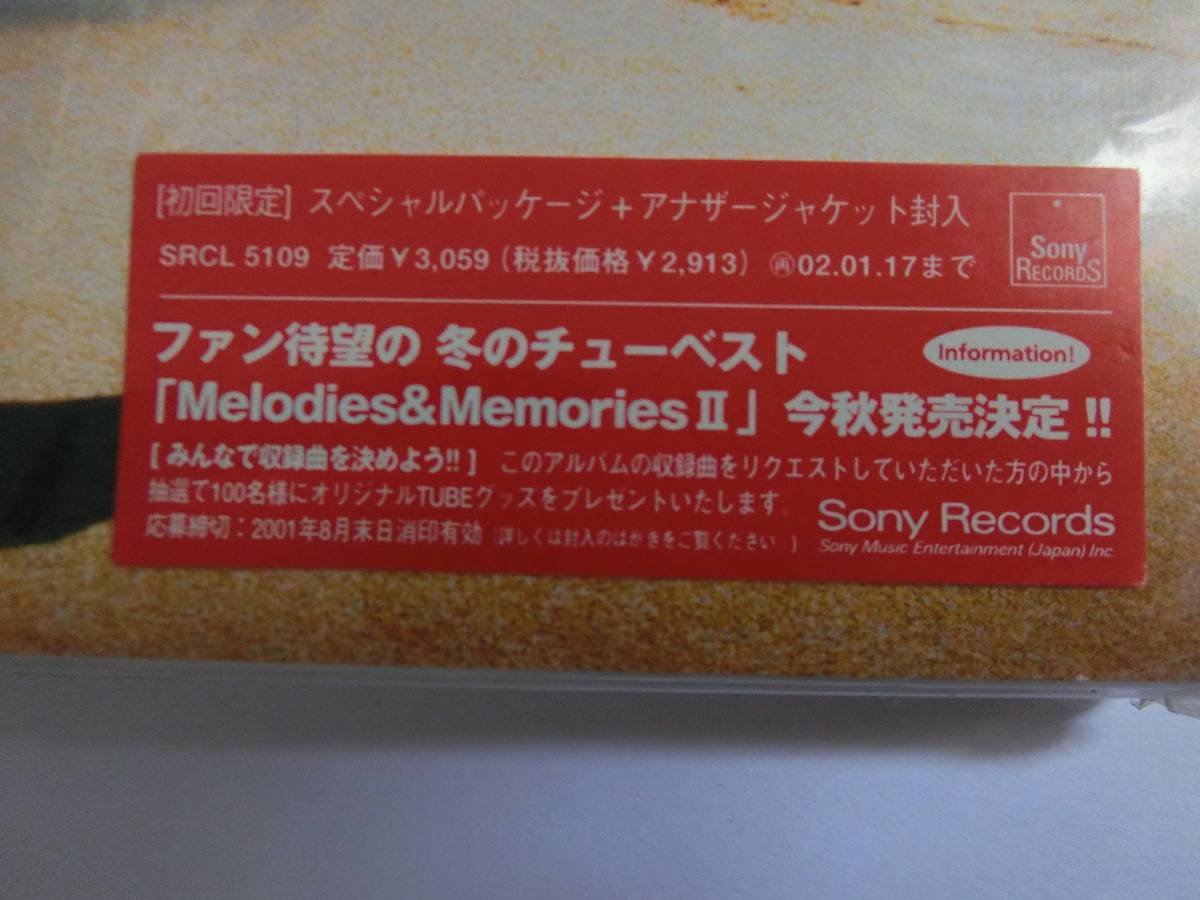 [初回限定] スペシャルパッケージ+アナザージャケット封入
SRCL 5109 定価¥3,059(税抜価格¥2,913) ㊥02.01.17まで
Sony
RECORDS
ファン待望の 冬のチューベスト
Information!
「Melodies&MemoriesⅡ」今秋発売決定!!
[みんなで収録曲を決めよう!!] このアルバムの収録曲をリクエストしていただいた方の中から
抽選で100名様にオリジナルTUBEグッズをプレゼントいたします。
応募締切:2001年8月末日消印有効(詳しくは封入のはがきをご覧ください)
Sony Records
Sony Music Entertainment (Japan) Inc.